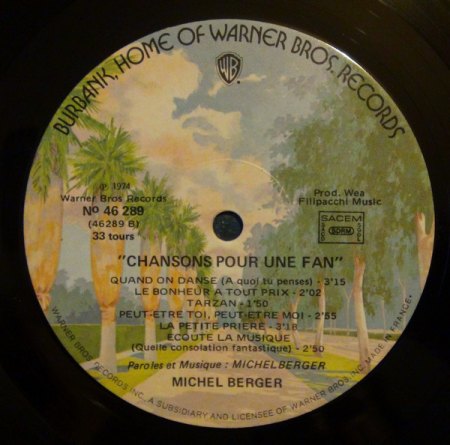 BURBANK, HOME OF WARNER BROS. RECORDS
WB
℗ 1974
Warner Bros Records
Nº 46 289
(46289 B)
33 tours
Prod. Wea
Filipacchi Music
SACEM
BDRM
"CHANSONS POUR UNE FAN"
QUAND ON DANSE (A quoi tu penses) - 3'15
LE BONHEUR A TOUT PRIX - 2'02
TARZAN - 1'50
PEUT-ETRE TOI, PEUT-ETRE MOI - 2'55
LA PETITE PRIERE - 3'18
ECOUTE LA MUSIQUE
(Quelle consolation fantastique) - 2'50
Paroles et Musique : MICHELBERGER
MICHEL BERGER
WARNER BROS. RECORDS INC., A SUBSIDIARY AND LICENSEE OF WARNER BROS. INC. MADE IN FRANCE